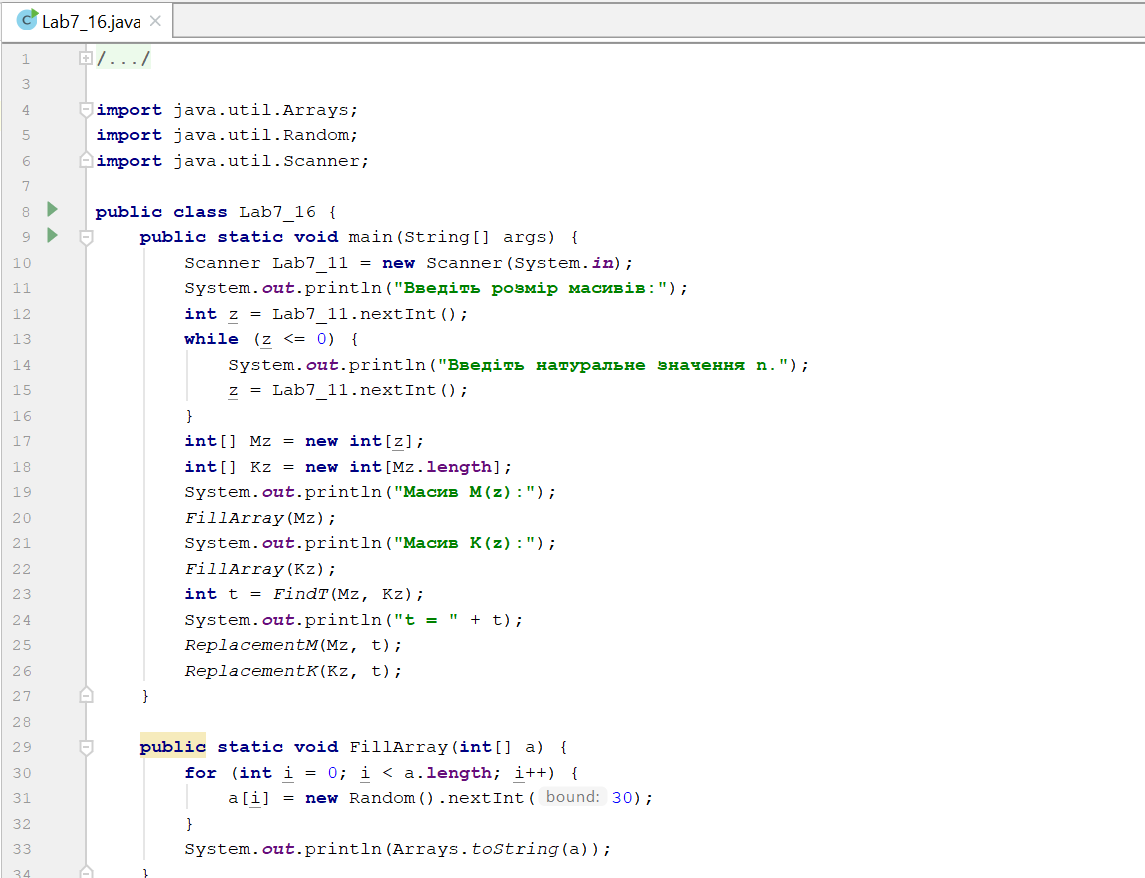 Lab7_16.java
1 /.../
3
4 import java.util.Arrays;
5 import java.util.Random;
6 import java.util.Scanner;
7
8 public class Lab7_16 {
9 public static void main(String[] args) {
10 Scanner Lab7_11 = new Scanner(System.in);
11 System.out.println("Введіть розмір масивів:");
12 int z = Lab7_11.nextInt();
13 while (z <= 0) {
14 System.out.println("Введіть натуральне значення n.");
15 z = Lab7_11.nextInt();
16 }
17 int[] Mz = new int[z];
18 int[] Kz = new int[Mz.length];
19 System.out.println("Масив M(z):");
20 FillArray(Mz);
21 System.out.println("Масив K(z):");
22 FillArray(Kz);
23 int t = FindT(Mz, Kz);
24 System.out.println("t = " + t);
25 ReplacementM(Mz, t);
26 ReplacementK(Kz, t);
27 }
28
29 public static void FillArray(int[] a) {
30 for (int i = 0; i < a.length; i++) {
31 a[i] = new Random().nextInt( bound: 30);
32 }
33 System.out.println(Arrays.toString(a));
34 }